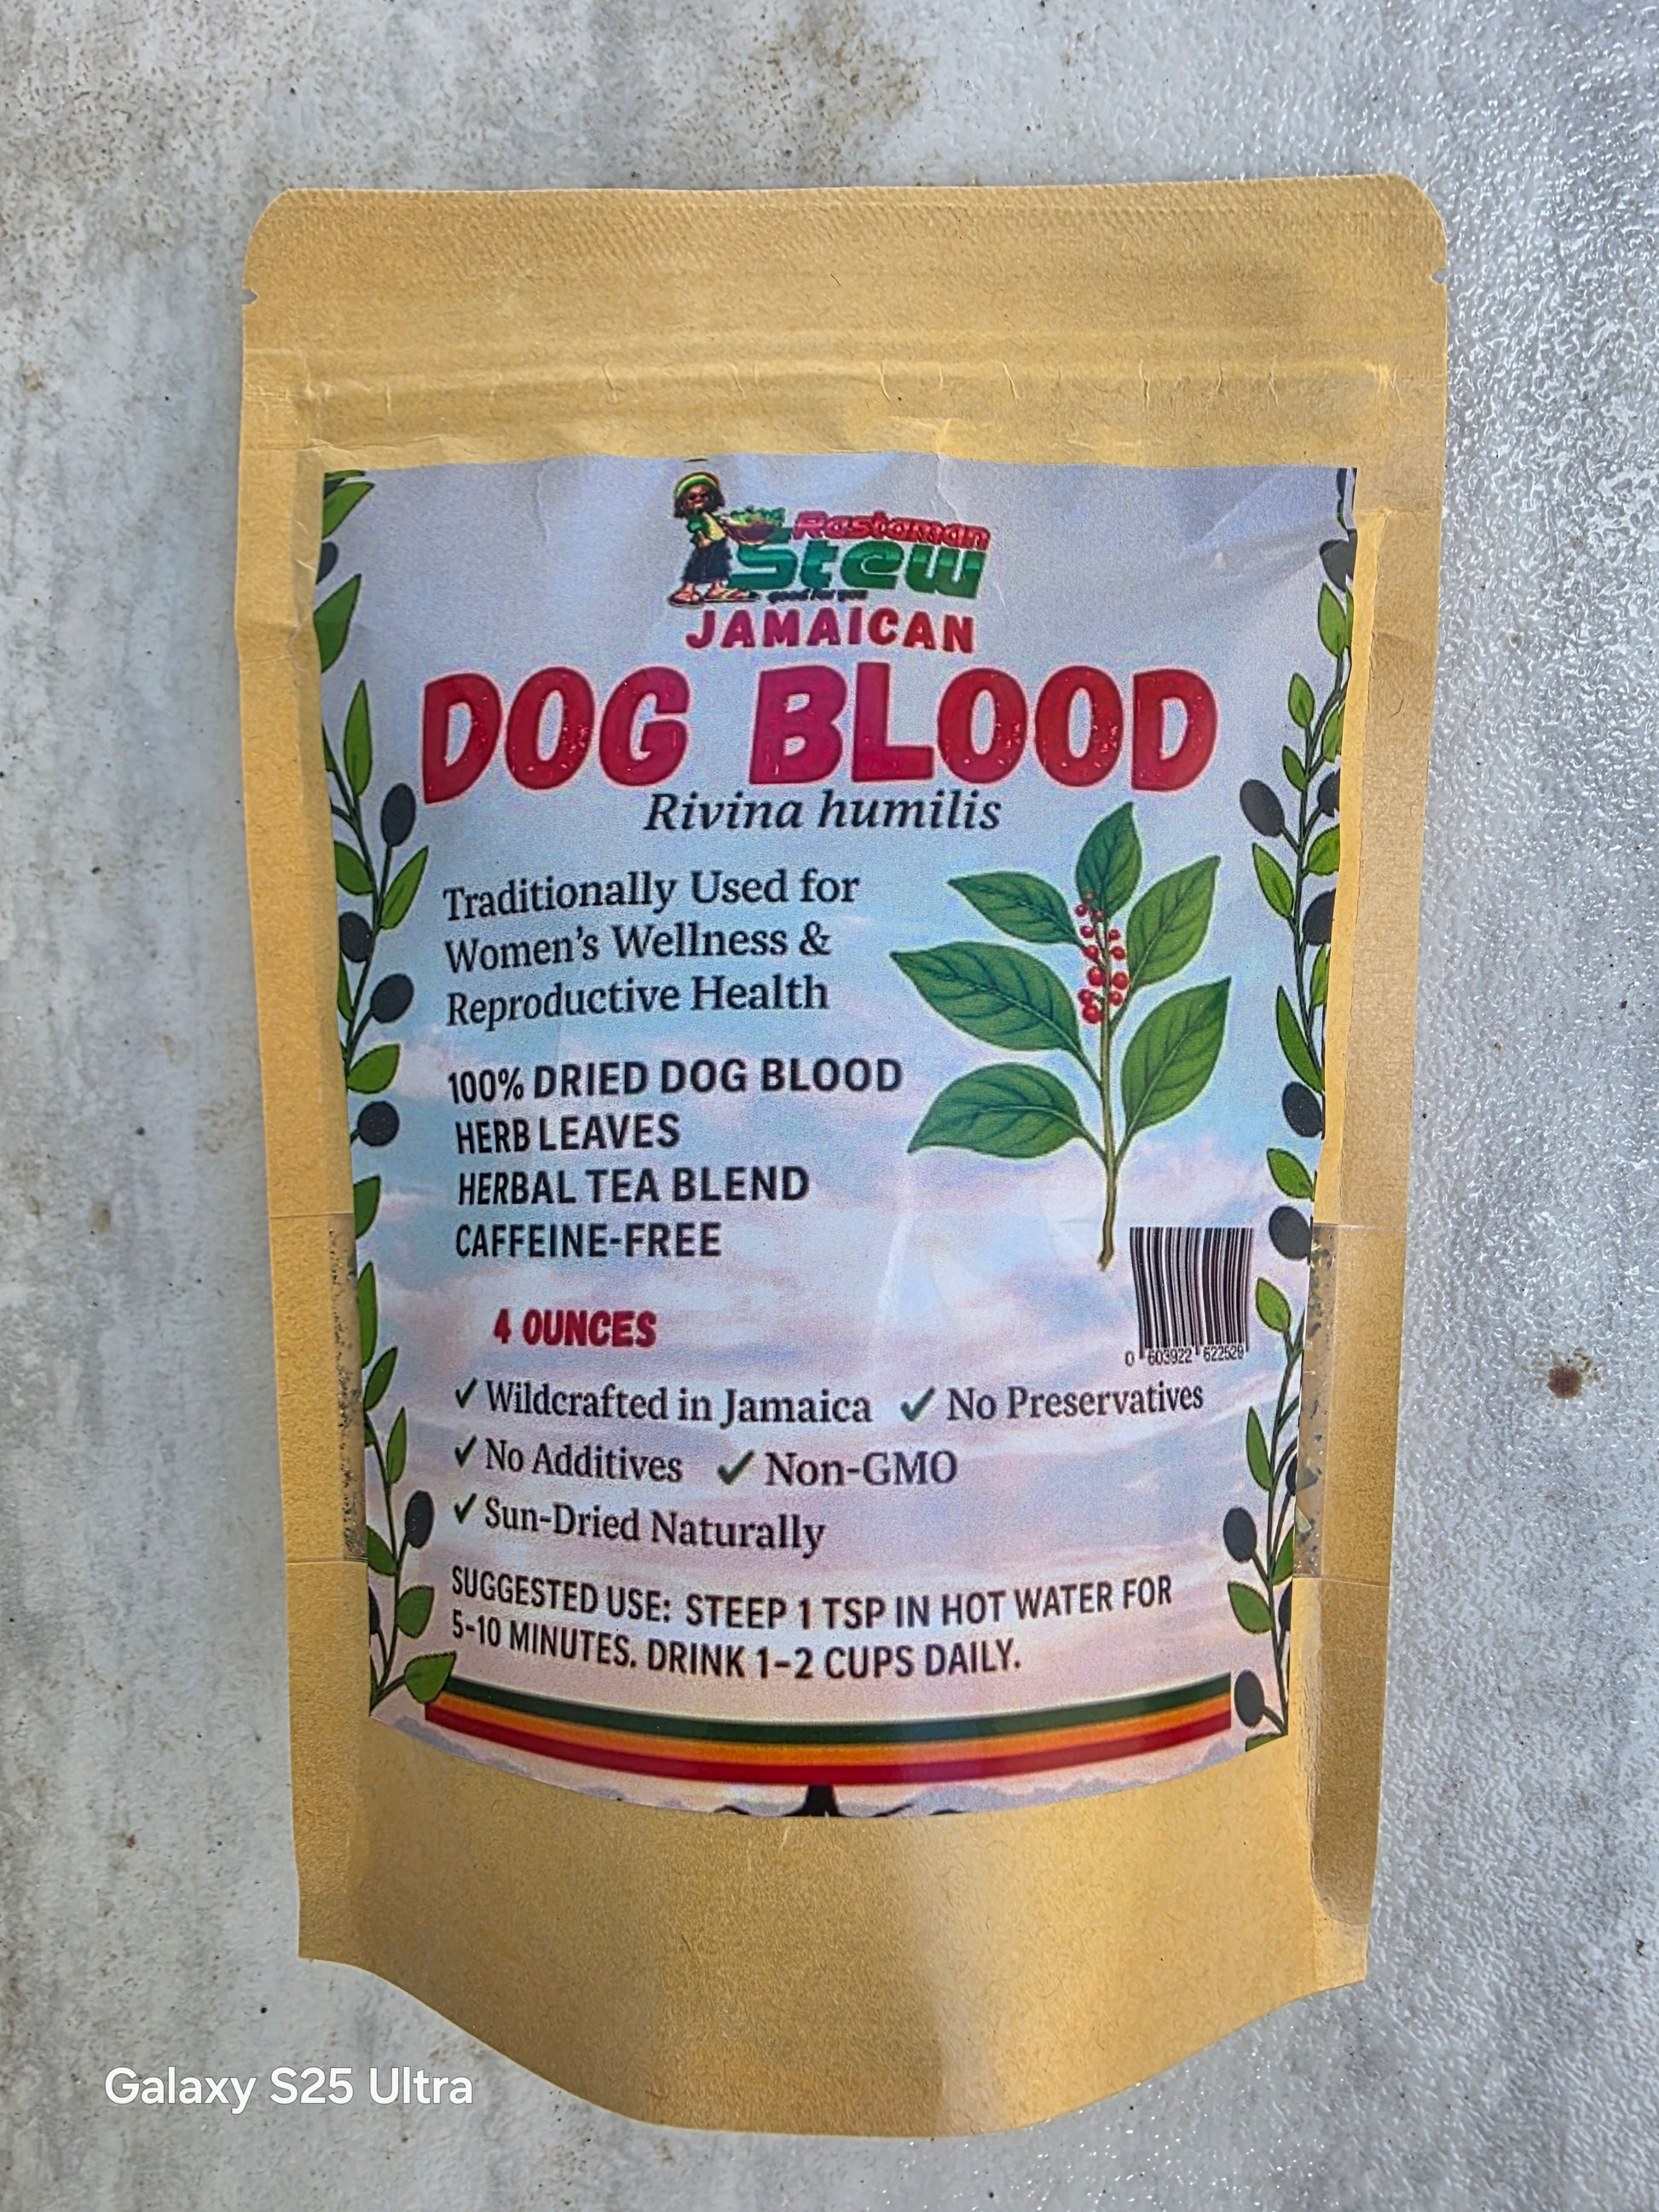 Rastaman
Stew
good for you
JAMAICAN
DOG BLOOD
Rivina humilis
Traditionally Used for
Women's Wellness &
Reproductive Health
100% DRIED DOG BLOOD
HERB LEAVES
HERBAL TEA BLEND
CAFFEINE-FREE
4 OUNCES
0 603922 622529
✓ Wildcrafted in Jamaica ✓ No Preservatives
✓ No Additives ✓ Non-GMO
✓ Sun-Dried Naturally
SUGGESTED USE: STEEP 1 TSP IN HOT WATER FOR
5-10 MINUTES. DRINK 1-2 CUPS DAILY.
Galaxy S25 Ultra